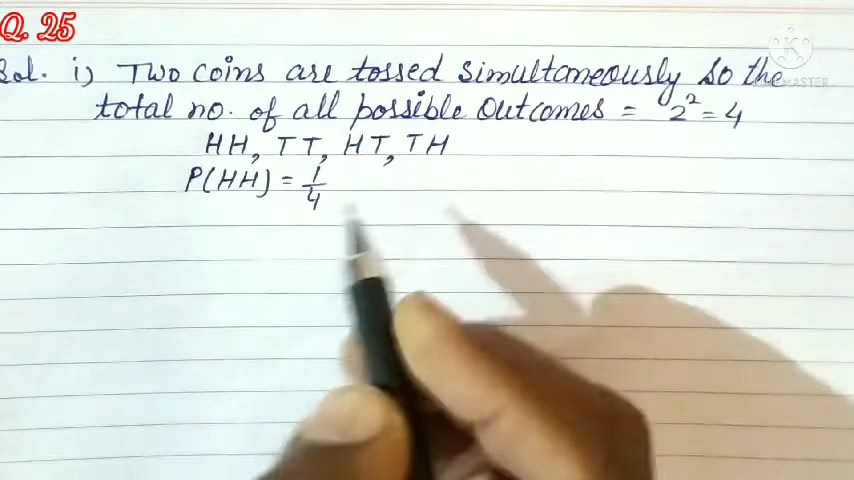 Q. 25
Sol. i) Two coins are tossed simultaneously so the
total no. of all possible outcomes = 2² = 4
HH, TT, HT, TH
P(HH) = 1/4